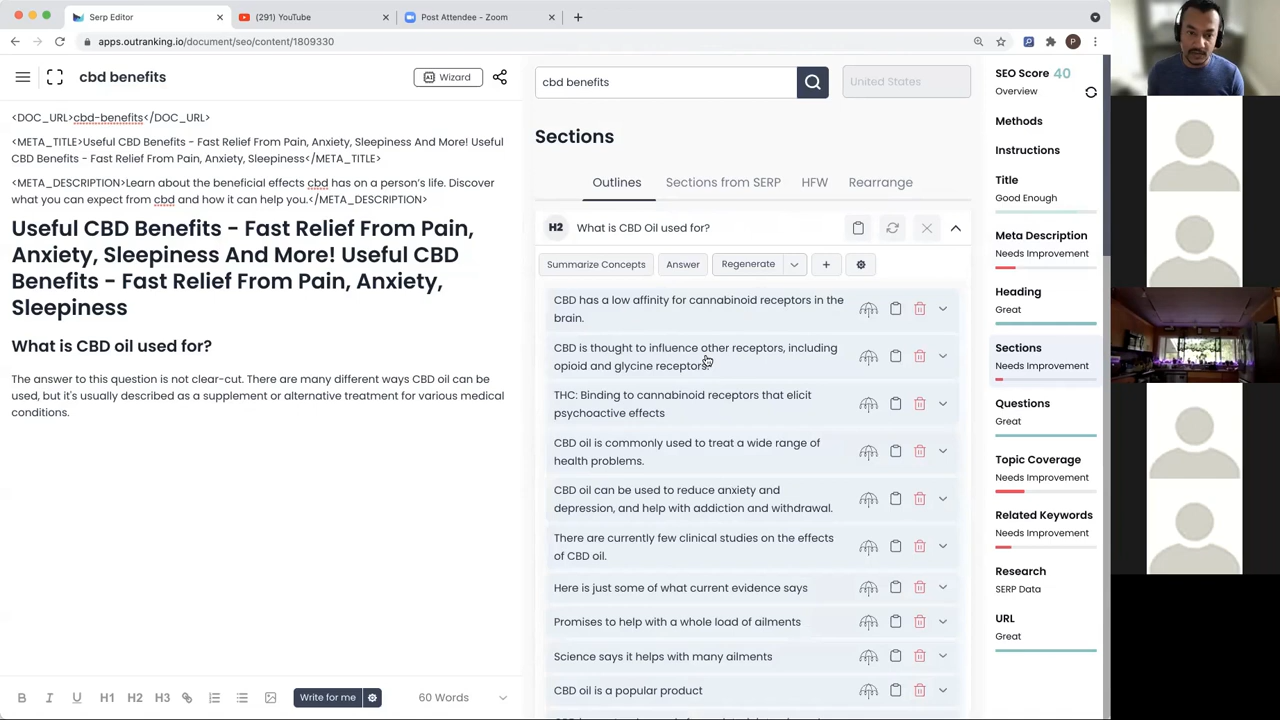 Serp Editor
(291) YouTube
Post Attendee - Zoom
apps.outranking.io/document/seo/content/1809330
P
cbd benefits
AI Wizard
<DOC_URL>cbd-benefits</DOC_URL>
<META_TITLE>Useful CBD Benefits - Fast Relief From Pain, Anxiety, Sleepiness And More! Useful
CBD Benefits - Fast Relief From Pain, Anxiety, Sleepiness</META_TITLE>
<META_DESCRIPTION>Learn about the beneficial effects cbd has on a person's life. Discover
what you can expect from cbd and how it can help you.</META_DESCRIPTION>
Useful CBD Benefits - Fast Relief From Pain,
Anxiety, Sleepiness And More! Useful CBD
Benefits - Fast Relief From Pain, Anxiety,
Sleepiness
What is CBD oil used for?
The answer to this question is not clear-cut. There are many different ways CBD oil can be
used, but it's usually described as a supplement or alternative treatment for various medical
conditions.
B I U H1 H2 H3
Write for me
60 Words
cbd benefits
United States
Sections
Outlines
Sections from SERP
HFW
Rearrange
H2 What is CBD Oil used for?
Summarize Concepts
Answer
Regenerate
+
CBD has a low affinity for cannabinoid receptors in the
brain.
CBD is thought to influence other receptors, including
opioid and glycine receptors.
THC: Binding to cannabinoid receptors that elicit
psychoactive effects
CBD oil is commonly used to treat a wide range of
health problems.
CBD oil can be used to reduce anxiety and
depression, and help with addiction and withdrawal.
There are currently few clinical studies on the effects
of CBD oil.
Here is just some of what current evidence says
Promises to help with a whole load of ailments
Science says it helps with many ailments
CBD oil is a popular product
SEO Score 40
Overview
Methods
Instructions
Title
Good Enough
Meta Description
Needs Improvement
Heading
Great
Sections
Needs Improvement
Questions
Great
Topic Coverage
Needs Improvement
Related Keywords
Needs Improvement
Research
SERP Data
URL
Great